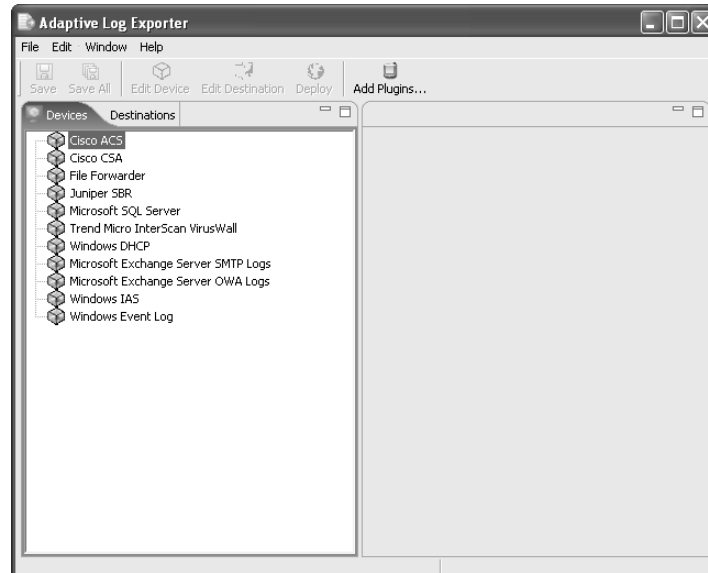 Adaptive Log Exporter
File Edit Window Help
Save Save All Edit Device Edit Destination Deploy Add Plugins...
Devices Destinations
Cisco ACS
Cisco CSA
File Forwarder
Juniper SBR
Microsoft SQL Server
Trend Micro InterScan VirusWall
Windows DHCP
Microsoft Exchange Server SMTP Logs
Microsoft Exchange Server OWA Logs
Windows IAS
Windows Event Log